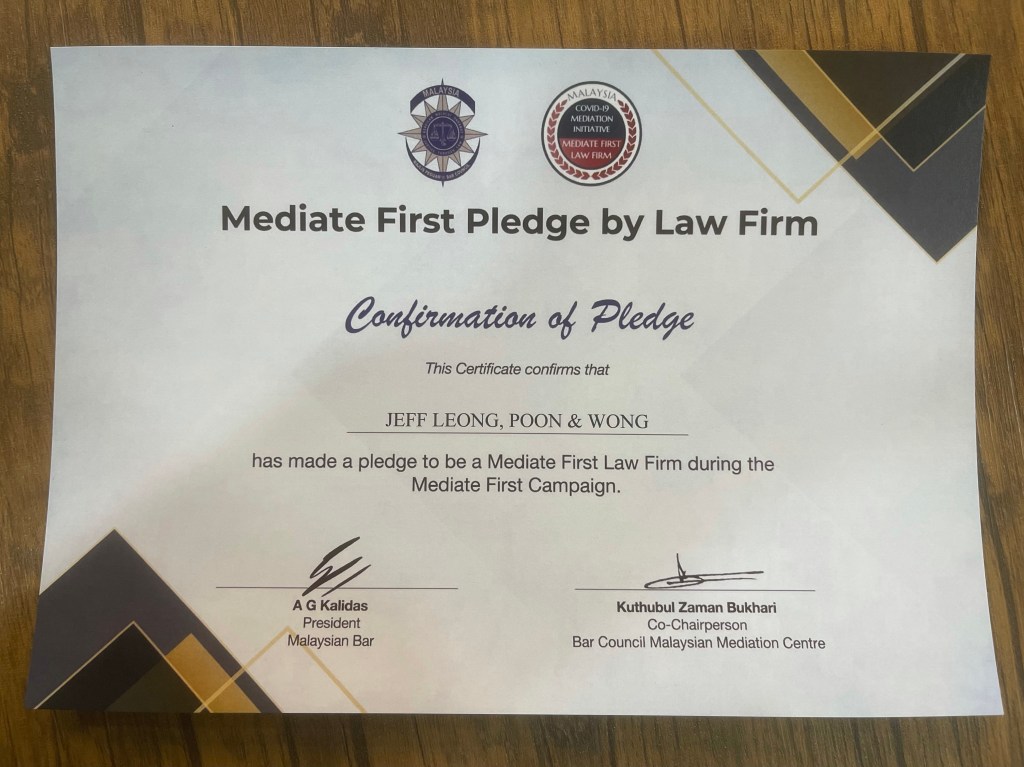 MALAYSIA
MALAYSIA
COVID-19
MEDIATION
INITIATIVE
MEDIATE FIRST
LAW FIRM
Mediate First Pledge by Law Firm
Confirmation of Pledge
This Certificate confirms that
JEFF LEONG, POON & WONG
has made a pledge to be a Mediate First Law Firm during the
Mediate First Campaign.
A G Kalidas
President
Malaysian Bar
Kuthubul Zaman Bukhari
Co-Chairperson
Bar Council Malaysian Mediation Centre